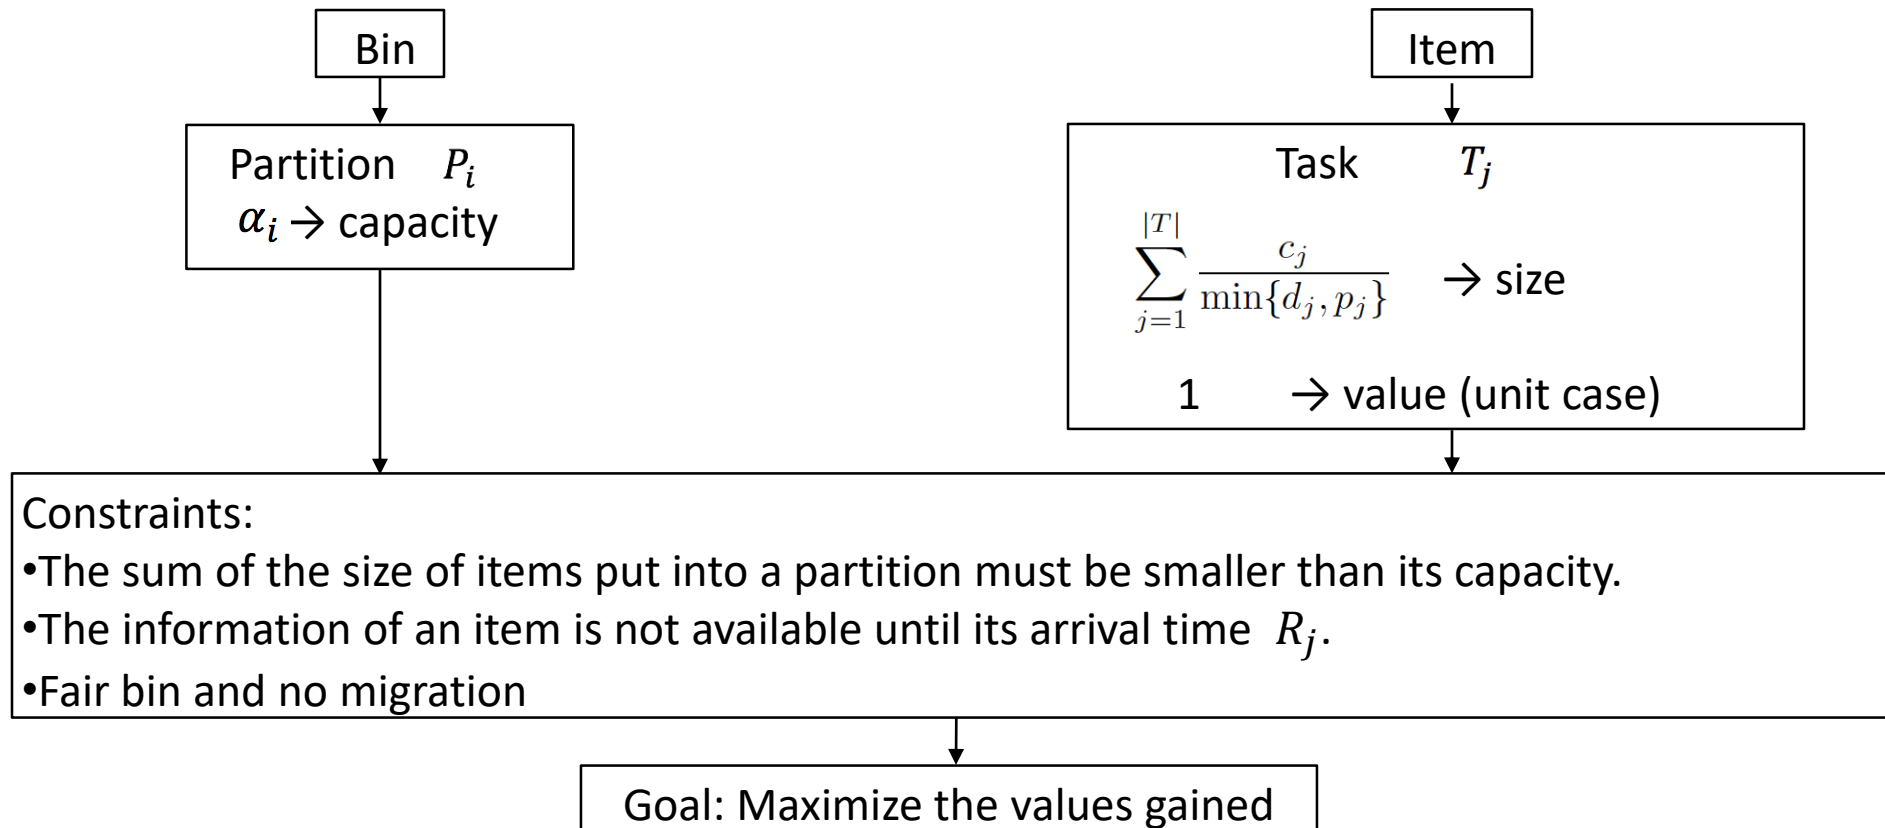 Bin
Item
Partition P_i
α_i → capacity
Task T_j
\sum_{j=1}^{|T|} \frac{c_j}{\min\{d_j, p_j\}} → size
1 → value (unit case)
Constraints:
•The sum of the size of items put into a partition must be smaller than its capacity.
•The information of an item is not available until its arrival time R_j.
•Fair bin and no migration
Goal: Maximize the values gained